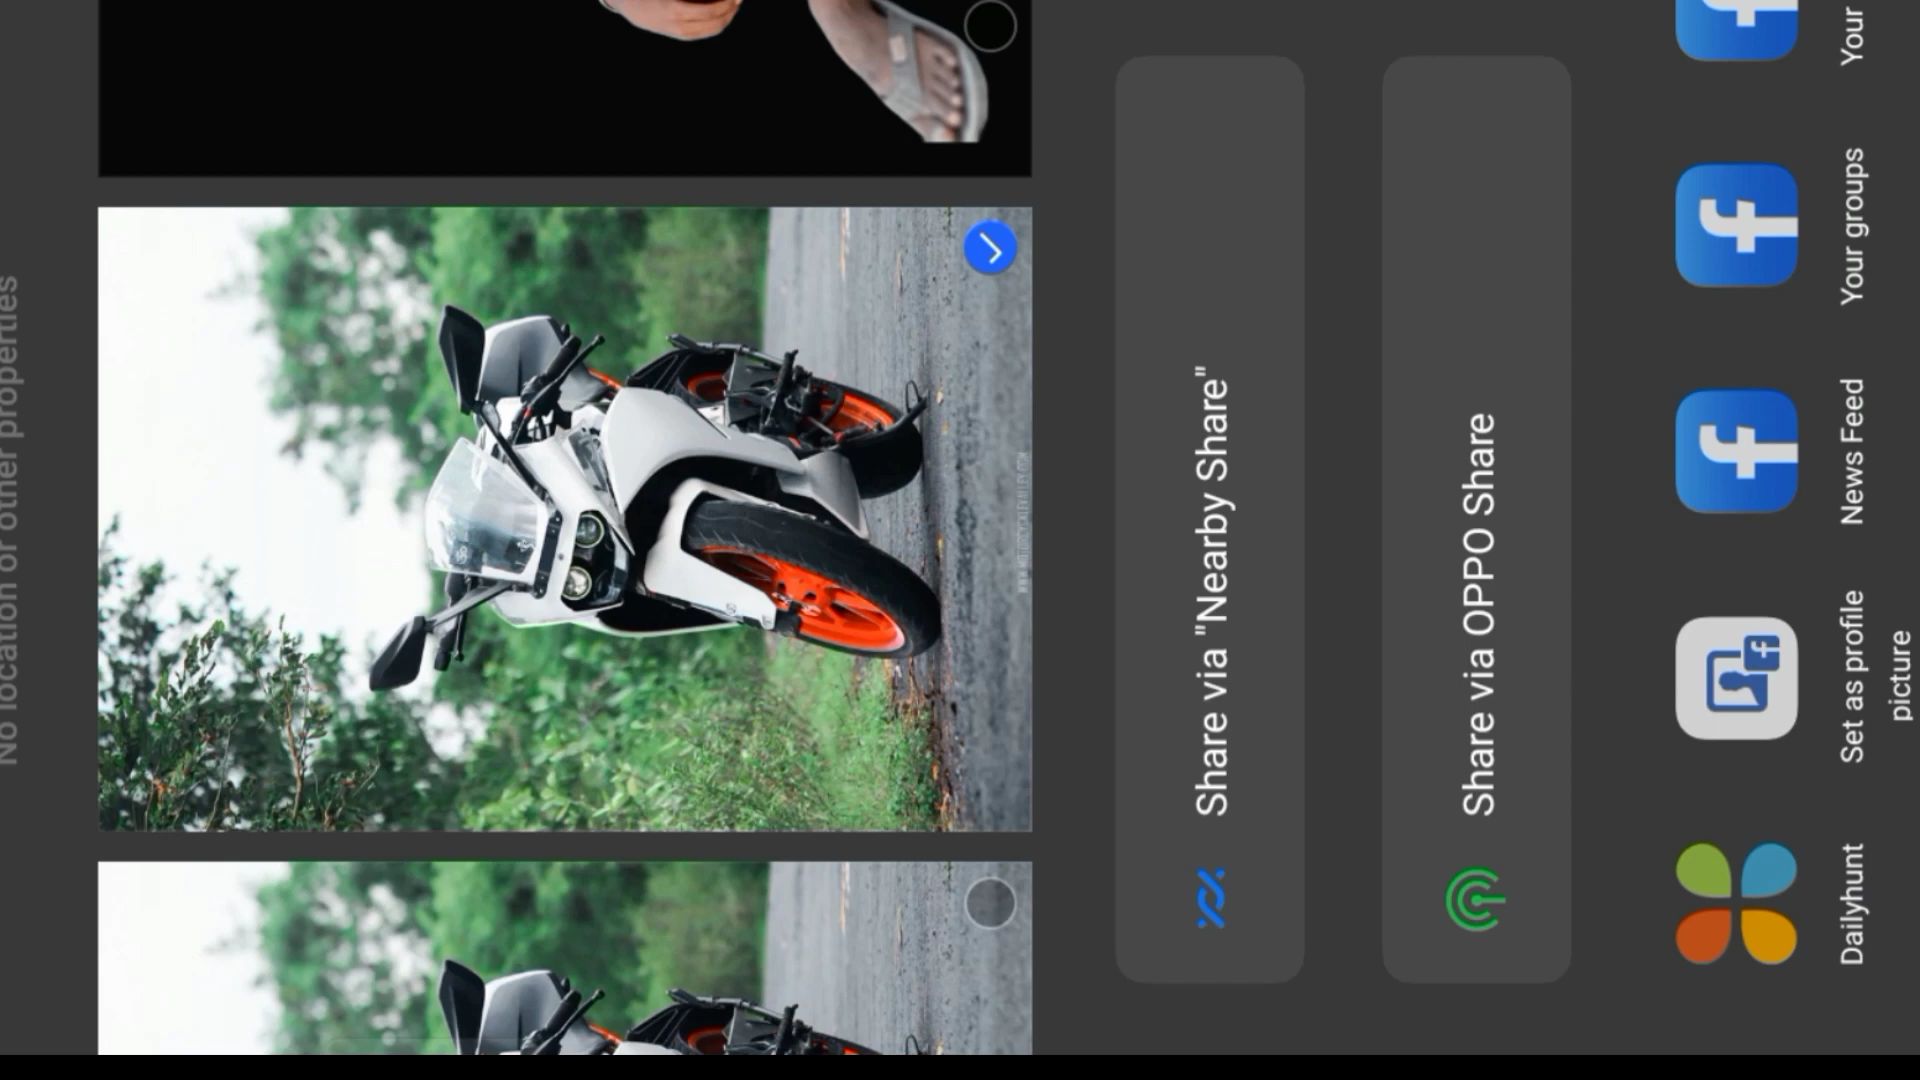 No location or other properties
Share via "Nearby Share"
Share via OPPO Share
Dailyhunt
Set as profile
picture
News Feed
Your groups
Your